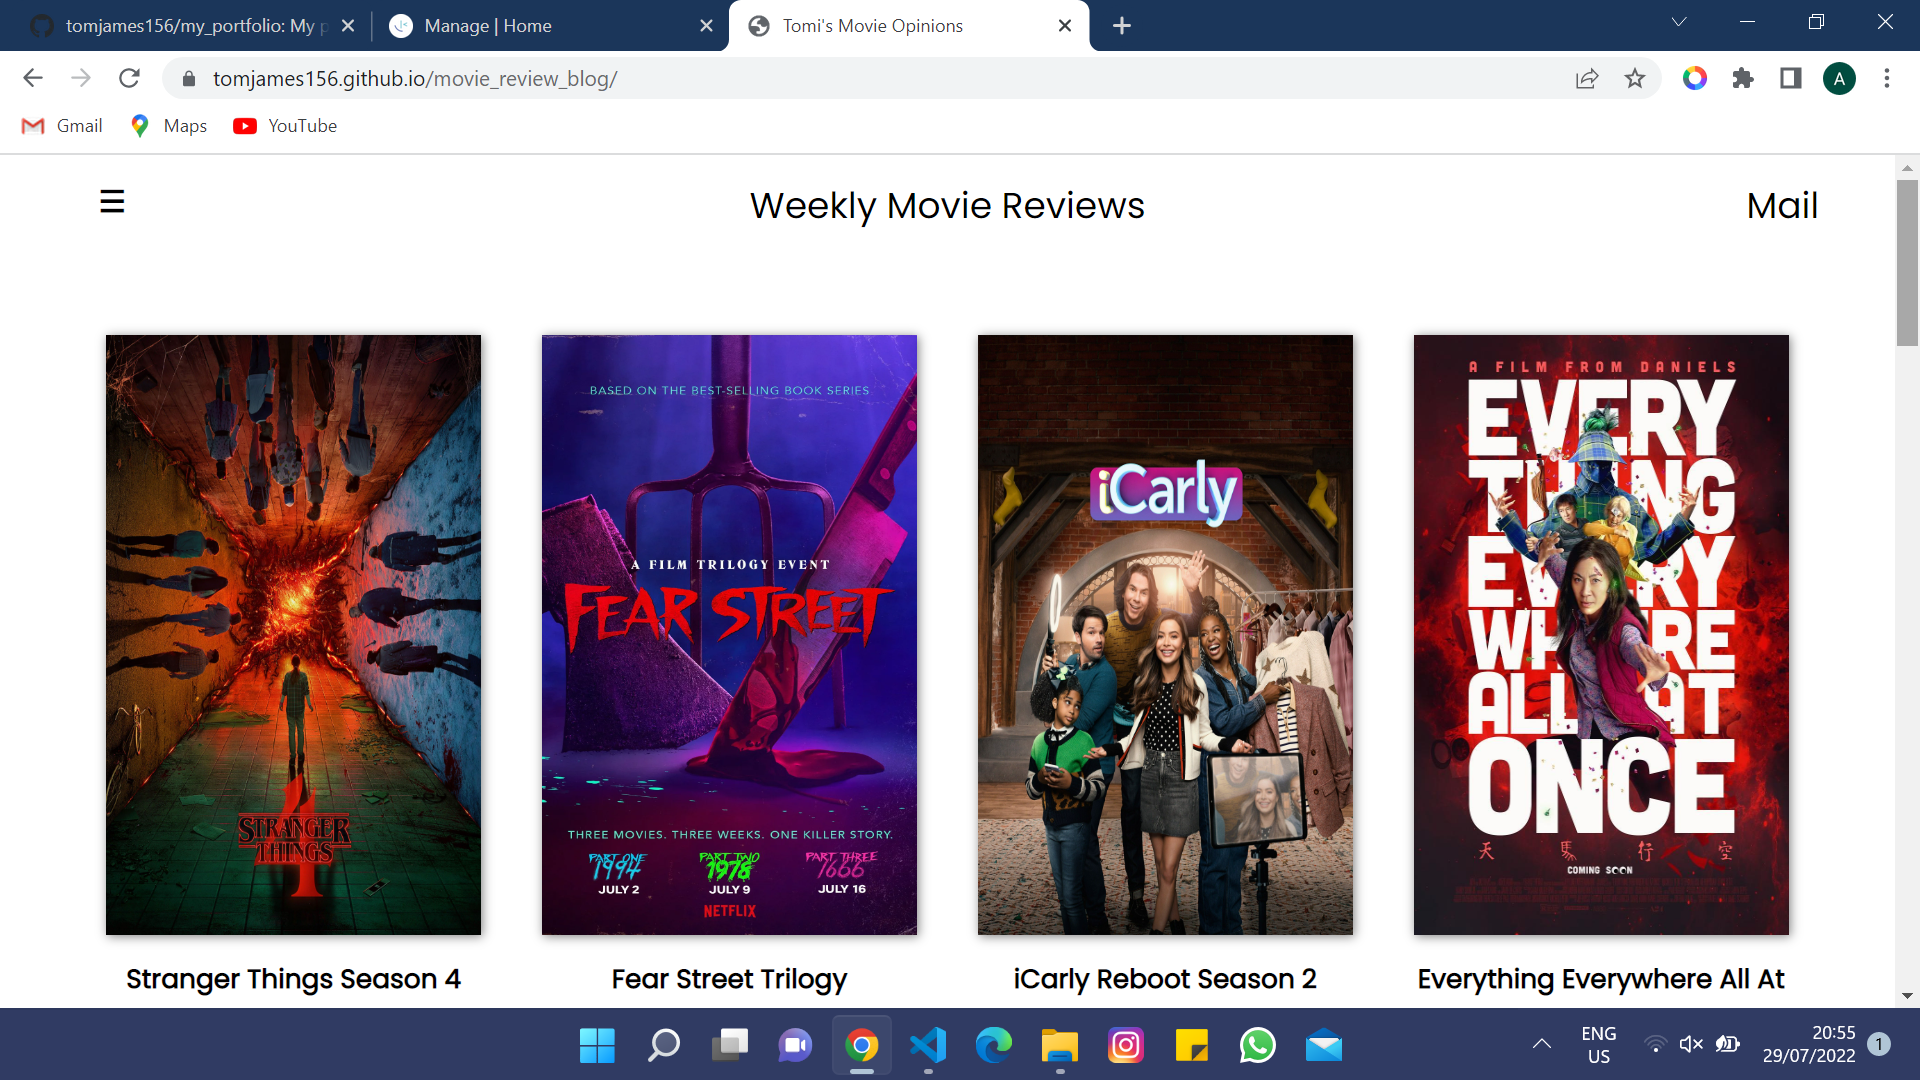 tomjames156/my_portfolio: My p
Manage | Home
Tomi's Movie Opinions
tomjames156.github.io/movie_review_blog/
A
Gmail
Maps
YouTube
Weekly Movie Reviews
Mail
STRANGER
THINGS
4
BASED ON THE BEST-SELLING BOOK SERIES
A FILM TRILOGY EVENT
FEAR STREET
THREE MOVIES. THREE WEEKS. ONE KILLER STORY.
PART ONE
1994
JULY 2
PART TWO
1978
JULY 9
PART THREE
1666
JULY 16
NETFLIX
iCarly
A FILM FROM DANIELS
EVERY
THING
EVERY
WHERE
ALL AT
ONCE
天 馬 行 空
COMING SOON
Stranger Things Season 4
Fear Street Trilogy
iCarly Reboot Season 2
Everything Everywhere All At
ENG
US
20:55
29/07/2022
1